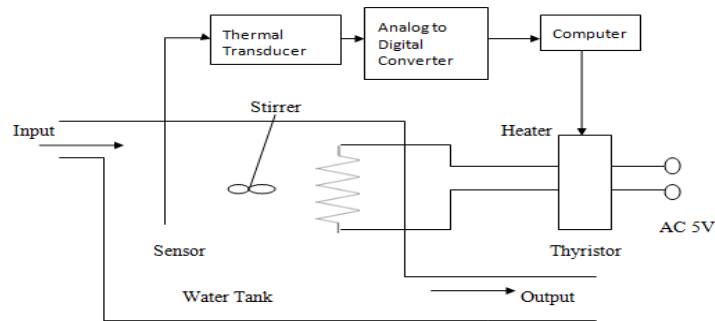 Thermal
Transducer
Analog to
Digital
Converter
Computer
Stirrer
Input
Heater
AC 5V
Sensor
Thyristor
Water Tank
Output